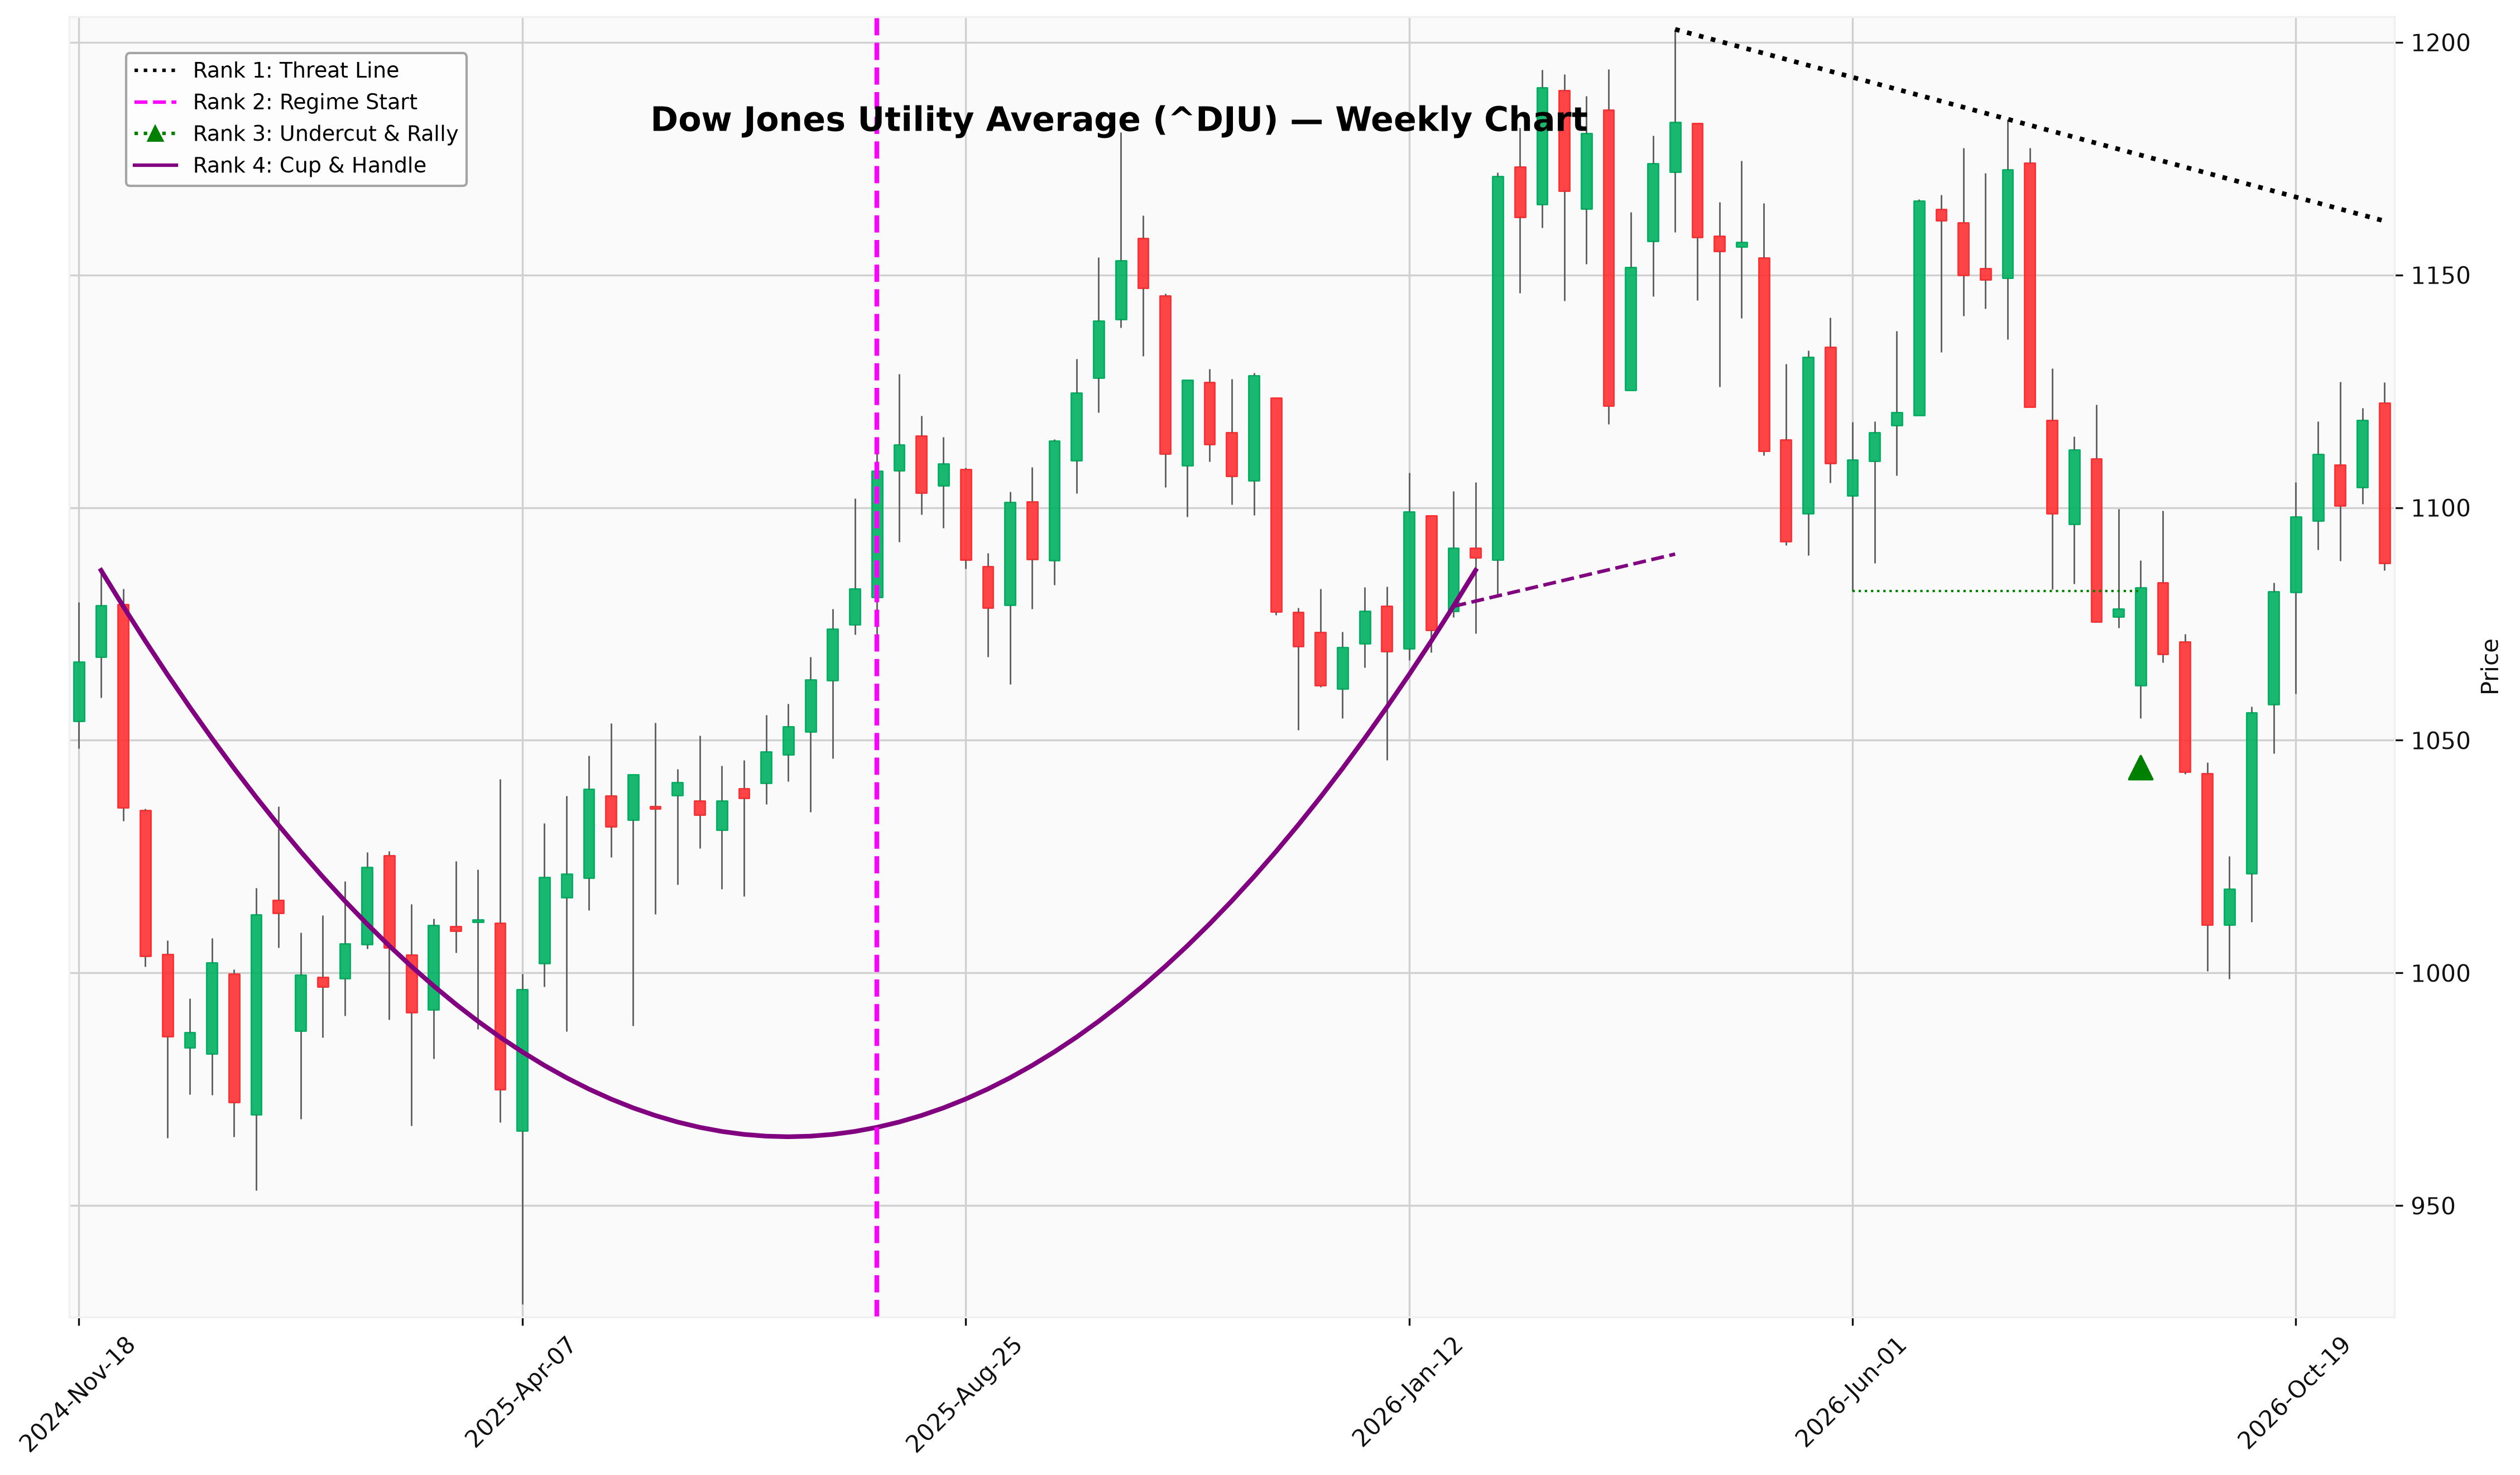 Dow Jones Utility Average (^DJU) — Weekly Chart
Rank 1: Threat Line
Rank 2: Regime Start
Rank 3: Undercut & Rally
Rank 4: Cup & Handle
1200
1150
1100
1050
1000
950
Price
2024-Nov-18
2025-Apr-07
2025-Aug-25
2026-Jan-12
2026-Jun-01
2026-Oct-19